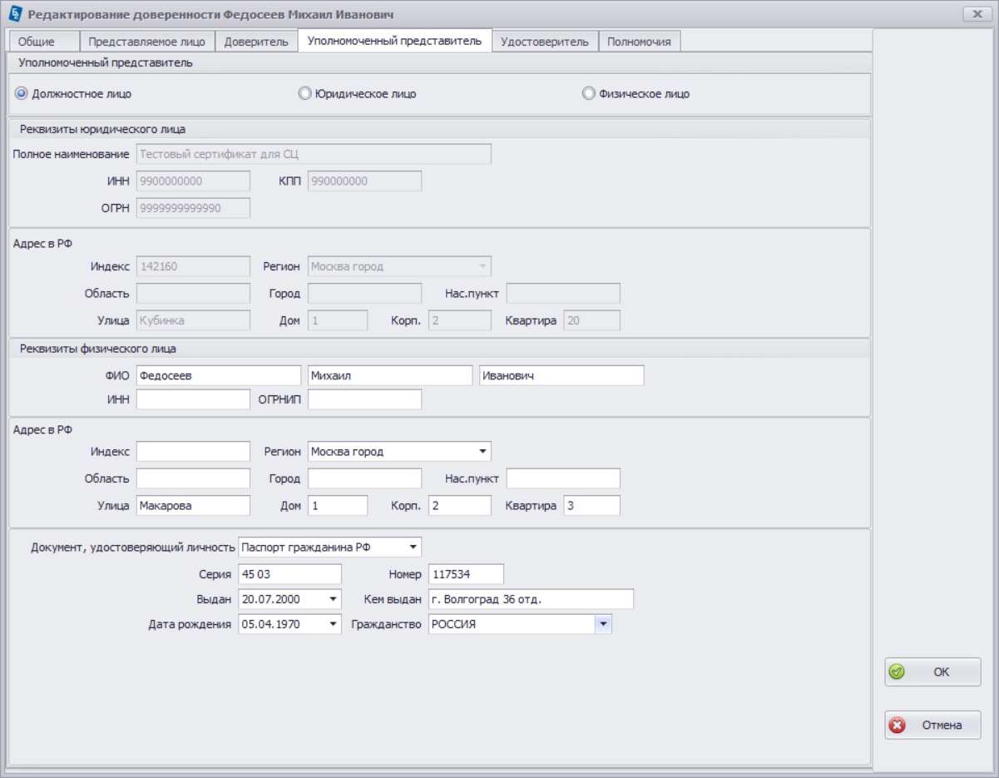 Редактирование доверенности Федосеев Михаил Иванович
Общие Представляемое лицо Доверитель Уполномоченный представитель Удостоверитель Полномочия
Уполномоченный представитель
Должностное лицо Юридическое лицо Физическое лицо
Реквизиты юридического лица
Полное наименование Тестовый сертификат для СЦ
ИНН 9900000000 КПП 990000000
ОГРН 9999999999990
Адрес в РФ
Индекс 142160 Регион Москва город
Область Город Нас.пункт
Улица Кубинка Дом 1 Корп. 2 Квартира 20
Реквизиты физического лица
ФИО Федосеев Михаил Иванович
ИНН ОГРНИП
Адрес в РФ
Индекс Регион Москва город
Область Город Нас.пункт
Улица Макарова Дом 1 Корп. 2 Квартира 3
Документ, удостоверяющий личность Паспорт гражданина РФ
Серия 45 03 Номер 117534
Выдан 20.07.2000 Кем выдан г. Волгоград 36 отд.
Дата рождения 05.04.1970 Гражданство РОССИЯ
ОК
Отмена